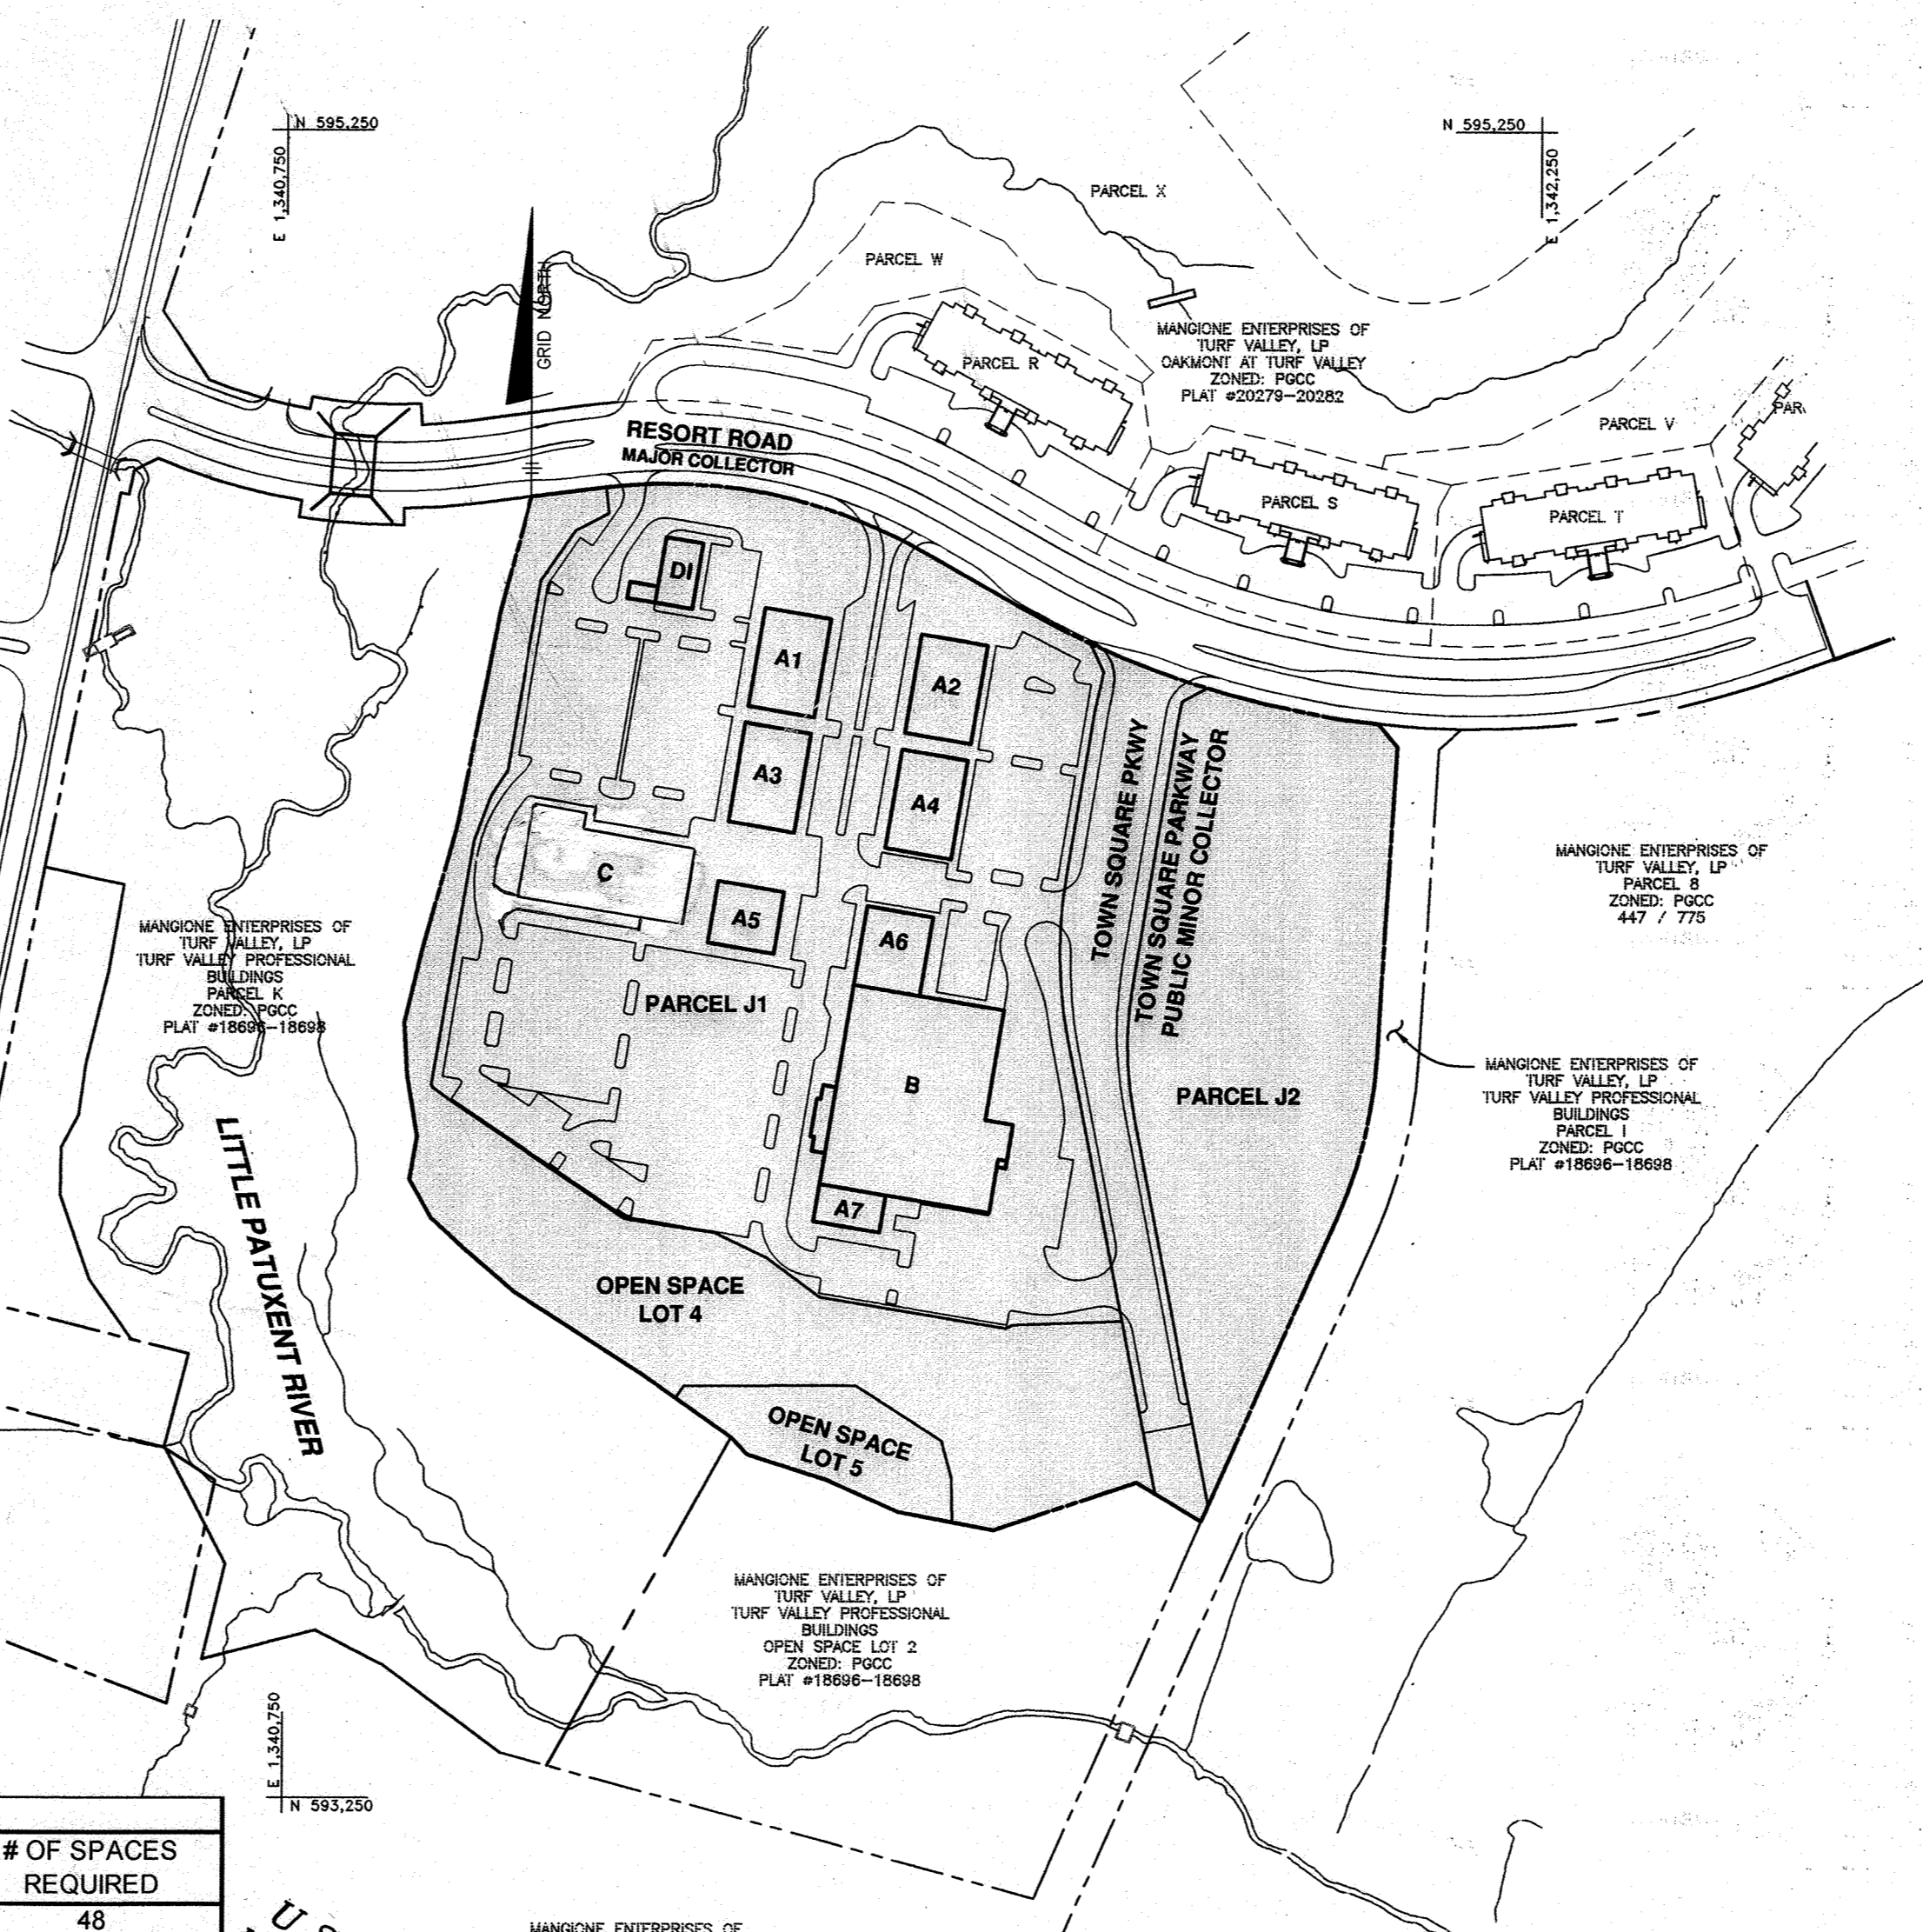 N 595,250
E 1,340,750
N 595,250
E 1,342,250
PARCEL X
PARCEL W
GRID NORTH
MANGIONE ENTERPRISES OF
TURF VALLEY, LP
OAKMONT AT TURF VALLEY
ZONED: PGCC
PLAT #20279-20282
PARCEL R
PAR
PARCEL V
RESORT ROAD
MAJOR COLLECTOR
PARCEL S
PARCEL T
DI
A1
A2
A3
A4
C
A5
A6
B
A7
TOWN SQUARE PKWY
TOWN SQUARE PARKWAY
PUBLIC MINOR COLLECTOR
MANGIONE ENTERPRISES OF
TURF VALLEY, LP
PARCEL 8
ZONED: PGCC
447 / 775
MANGIONE ENTERPRISES OF
TURF VALLEY, LP
TURF VALLEY PROFESSIONAL
BUILDINGS
PARCEL K
ZONED: PGCC
PLAT #18696-18698
PARCEL J1
PARCEL J2
MANGIONE ENTERPRISES OF
TURF VALLEY, LP
TURF VALLEY PROFESSIONAL
BUILDINGS
PARCEL I
ZONED: PGCC
PLAT #18696-18698
LITTLE PATUXENT RIVER
OPEN SPACE
LOT 4
OPEN SPACE
LOT 5
MANGIONE ENTERPRISES OF
TURF VALLEY, LP
TURF VALLEY PROFESSIONAL
BUILDINGS
OPEN SPACE LOT 2
ZONED: PGCC
PLAT #18696-18698
E 1,340,750
N 593,250
# OF SPACES
REQUIRED
48
U
MANGIONE ENTERPRISES OF